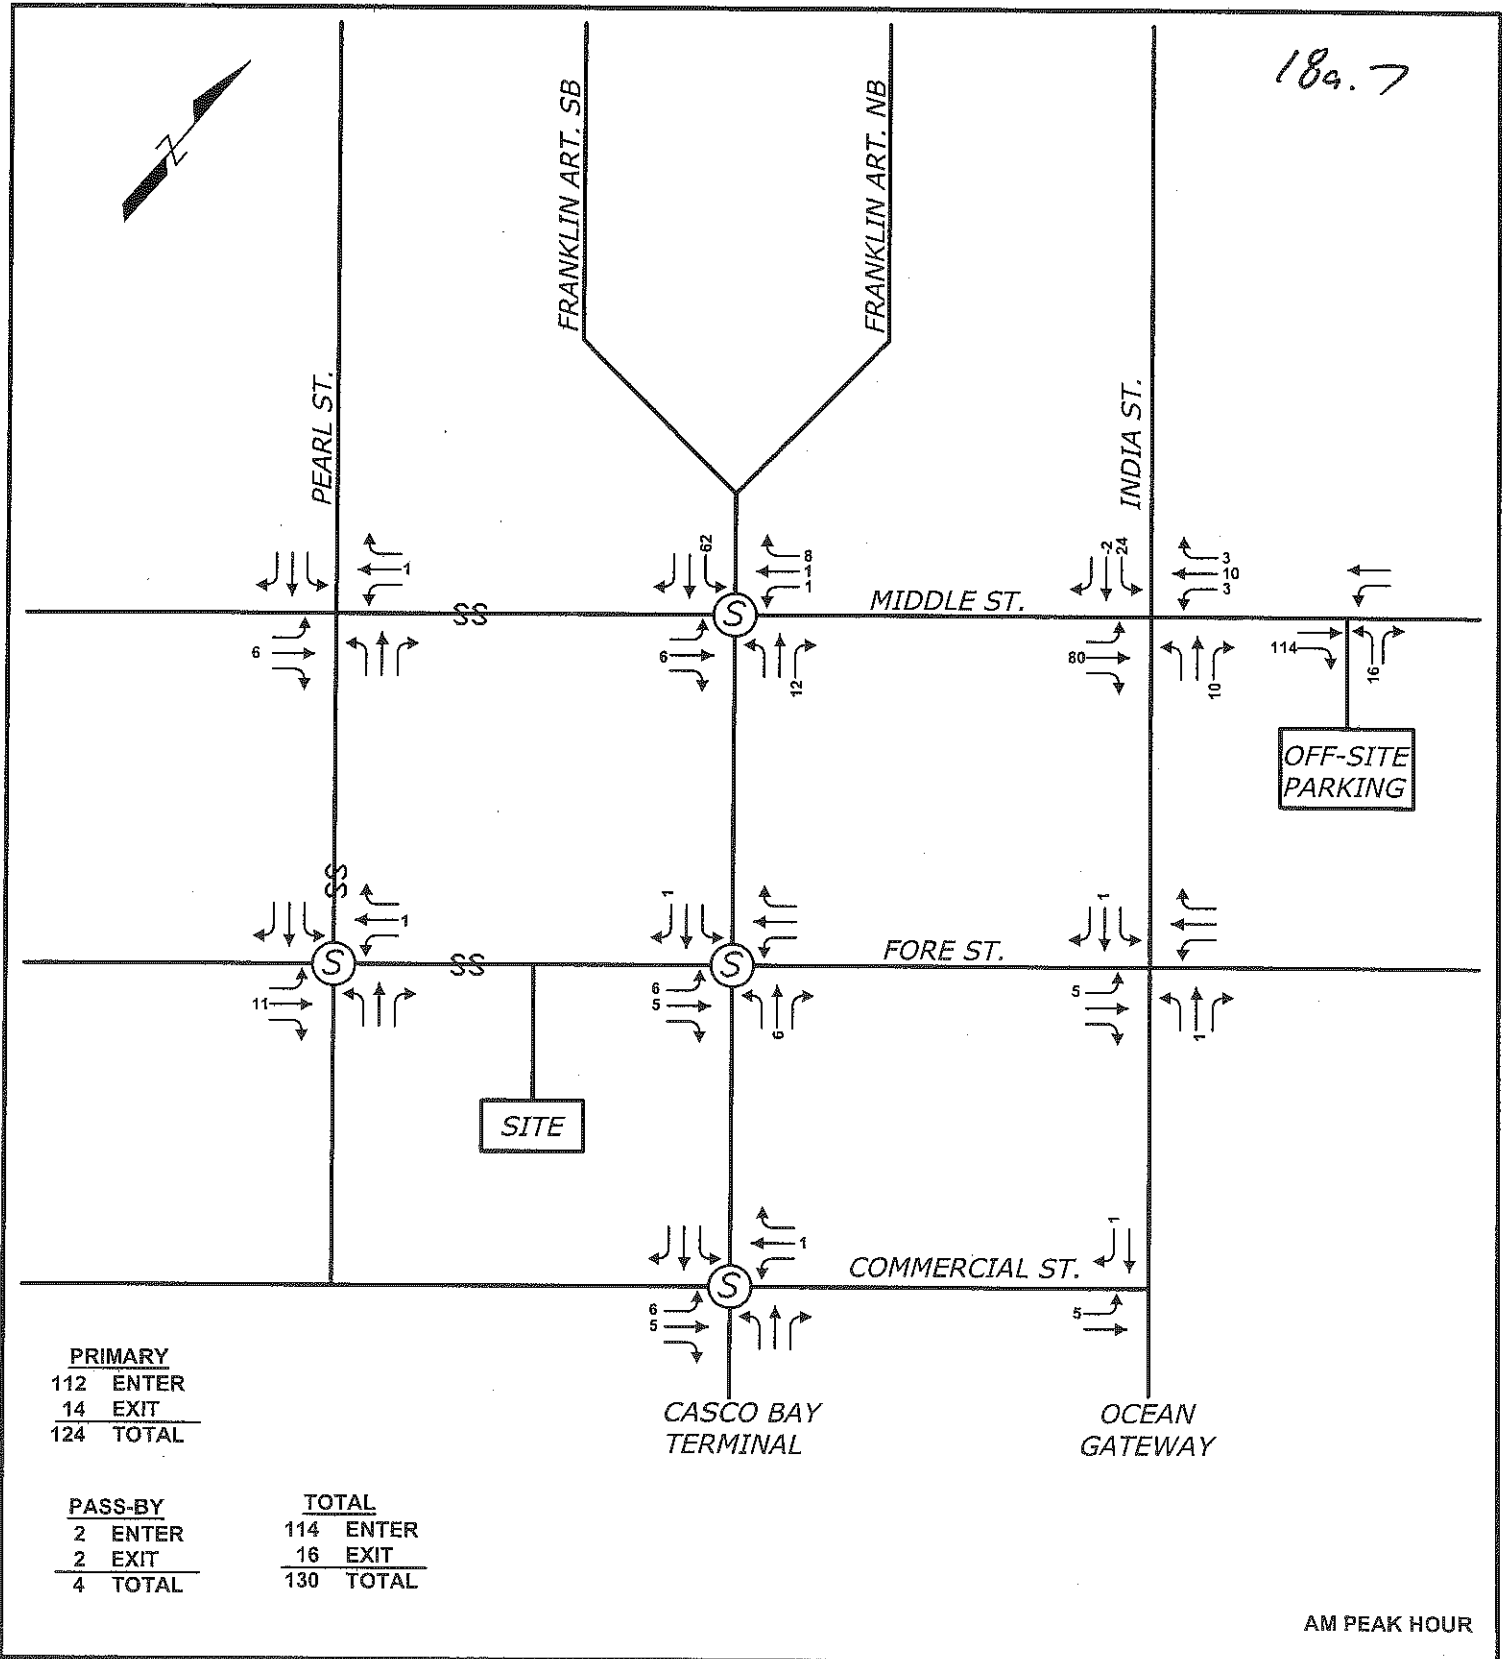 18a.7
FRANKLIN ART. SB
FRANKLIN ART. NB
PEARL ST.
INDIA ST.
Z
1
6
62
8
1
1
6
12
MIDDLE ST.
-2
24
3
10
3
80
10
114
16
OFF-SITE
PARKING
SS
SS
S
1
11
S
SS
1
6
5
6
S
FORE ST.
1
5
1
S
SITE
1
6
5
S
COMMERCIAL ST.
1
5
CASCO BAY
TERMINAL
OCEAN
GATEWAY
PRIMARY
112 ENTER
14 EXIT
124 TOTAL
PASS-BY
2 ENTER
2 EXIT
4 TOTAL
TOTAL
114 ENTER
16 EXIT
130 TOTAL
AM PEAK HOUR